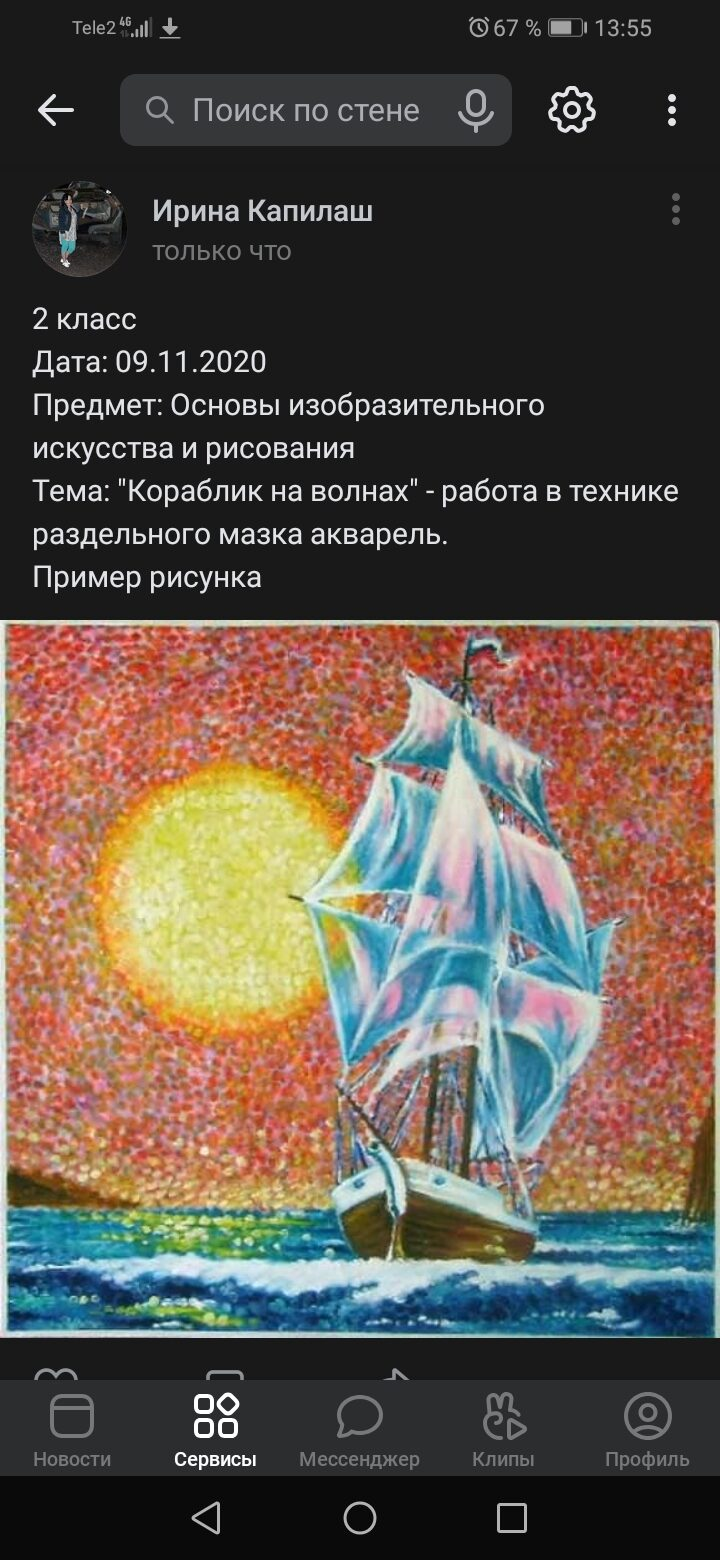 Tele2 4G 67 % 13:55
Поиск по стене
Ирина Капилаш
только что
2 класс
Дата: 09.11.2020
Предмет: Основы изобразительного
искусства и рисования
Тема: "Кораблик на волнах" - работа в технике
раздельного мазка акварель.
Пример рисунка
Новости Сервисы Мессенджер Клипы Профиль